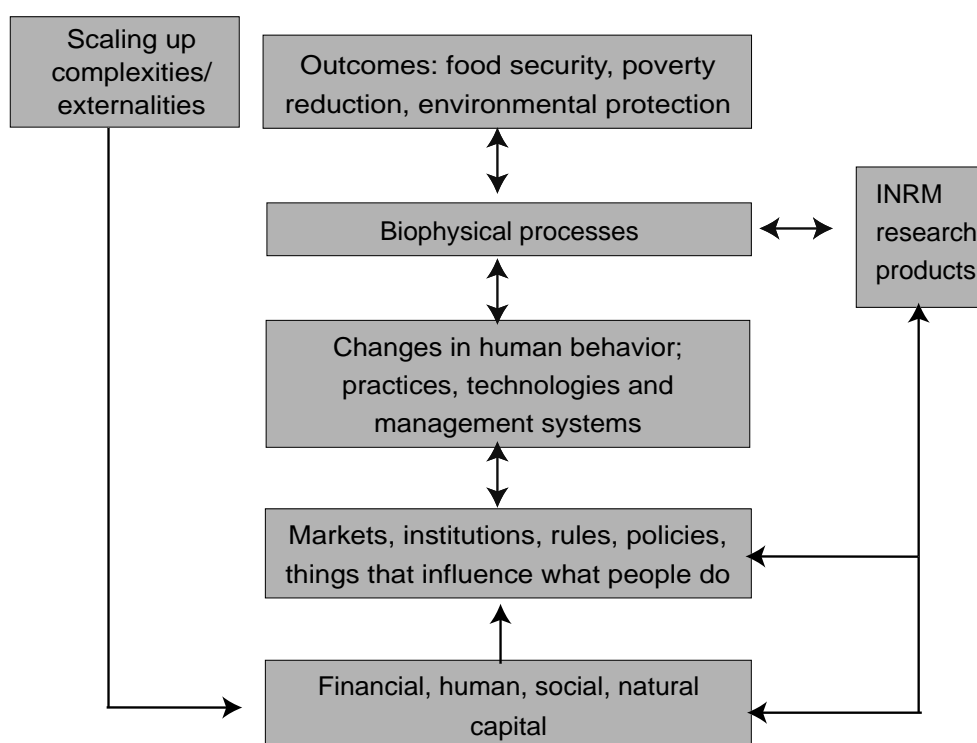 Scaling up
complexities/
externalities
Outcomes: food security, poverty
reduction, environmental protection
Biophysical processes
INRM
research
products
Changes in human behavior;
practices, technologies and
management systems
Markets, institutions, rules, policies,
things that influence what people do
Financial, human, social, natural
capital